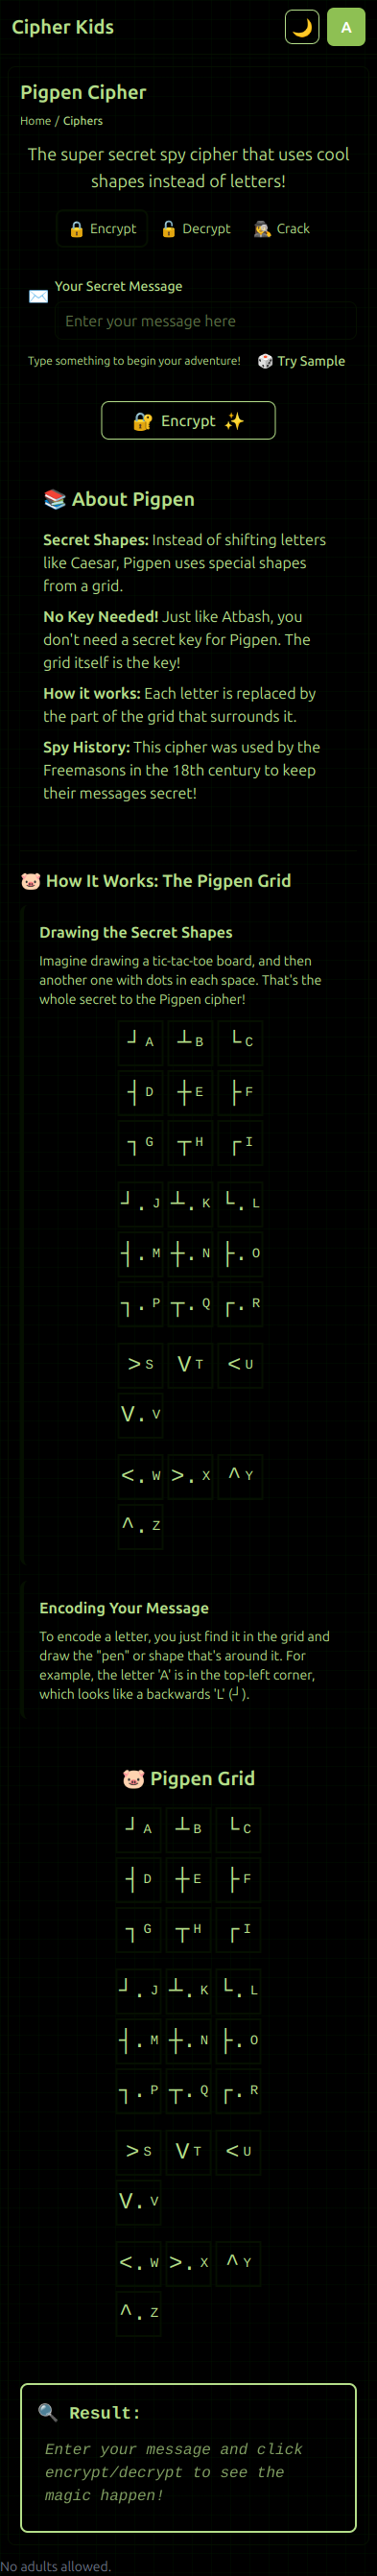 Cipher Kids
🌙 A
Pigpen Cipher
Home / Ciphers
The super secret spy cipher that uses cool
shapes instead of letters!
🔒 Encrypt 🔓 Decrypt 🕵️ Crack
✉️ Your Secret Message
Enter your message here
Type something to begin your adventure! 🎲 Try Sample
🔐 Encrypt ✨
📚 About Pigpen
Secret Shapes: Instead of shifting letters
like Caesar, Pigpen uses special shapes
from a grid.
No Key Needed! Just like Atbash, you
don't need a secret key for Pigpen. The
grid itself is the key!
How it works: Each letter is replaced by
the part of the grid that surrounds it.
Spy History: This cipher was used by the
Freemasons in the 18th century to keep
their messages secret!
🐷 How It Works: The Pigpen Grid
Drawing the Secret Shapes
Imagine drawing a tic-tac-toe board, and then
another one with dots in each space. That's the
whole secret to the Pigpen cipher!
┘ A ┴ B └ C
┤ D ┼ E ├ F
┐ G ┬ H ┌ I
┘. J ┴. K └. L
┤. M ┼. N ├. O
┐. P ┬. Q ┌. R
> S V T < U
V. V
<. W >. X ^ Y
^. Z
Encoding Your Message
To encode a letter, you just find it in the grid and
draw the "pen" or shape that's around it. For
example, the letter 'A' is in the top-left corner,
which looks like a backwards 'L' (┘).
🐷 Pigpen Grid
┘ A ┴ B └ C
┤ D ┼ E ├ F
┐ G ┬ H ┌ I
┘. J ┴. K └. L
┤. M ┼. N ├. O
┐. P ┬. Q ┌. R
> S V T < U
V. V
<. W >. X ^ Y
^. Z
🔍 Result:
Enter your message and click
encrypt/decrypt to see the
magic happen!
No adults allowed.